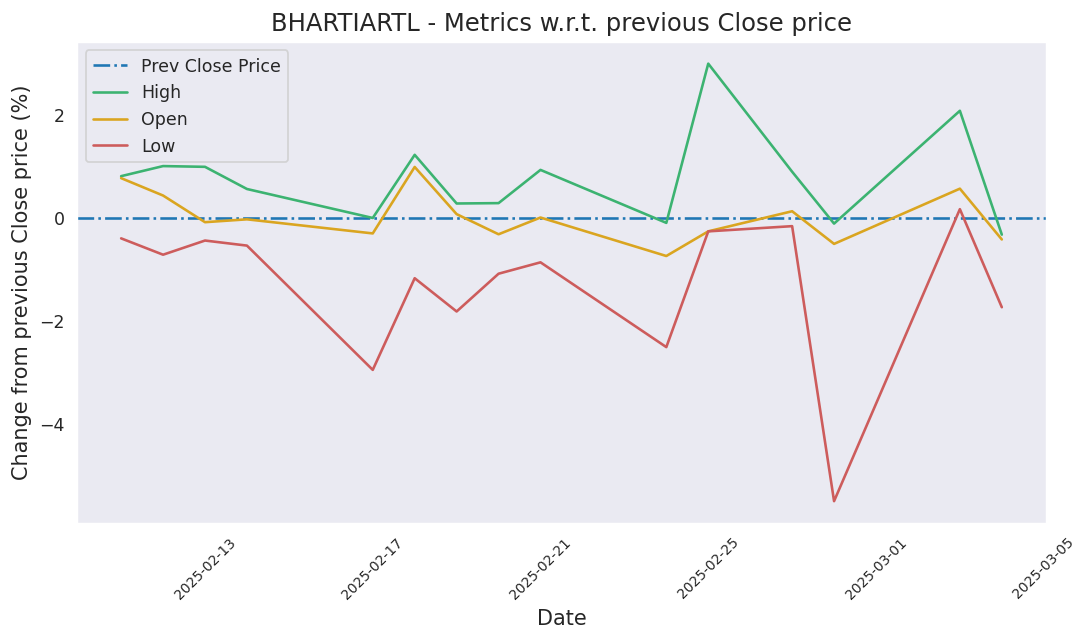 BHARTIARTL - Metrics w.r.t. previous Close price
Prev Close Price
High
Open
Low
Change from previous Close price (%)
2
0
−2
−4
2025-02-13
2025-02-17
2025-02-21
2025-02-25
2025-03-01
2025-03-05
Date